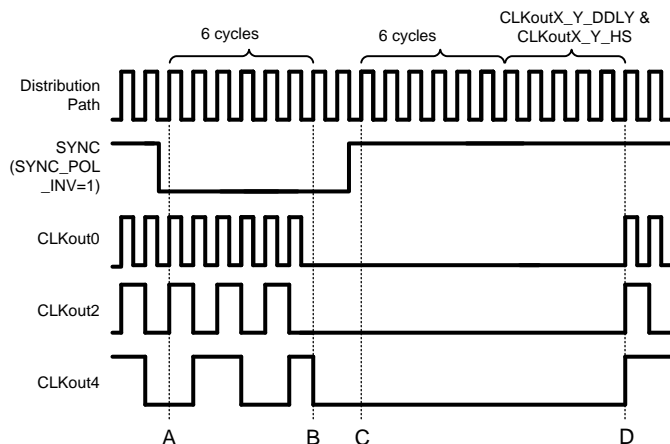 CLKoutX_Y_DDLY &
CLKoutX_Y_HS
6 cycles
6 cycles
Distribution
Path
SYNC
(SYNC_POL
_INV=1)
CLKout0
CLKout2
CLKout4
A
B
C
D